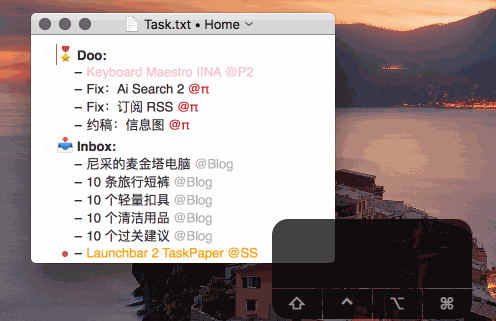 Task.txt • Home
Doo:
– Keyboard Maestro IINA @P2
– Fix：Ai Search 2 @π
– Fix：订阅 RSS @π
– 约稿：信息图 @π
Inbox:
– 尼采的麦金塔电脑 @Blog
– 10 条旅行短裤 @Blog
– 10 个轻量扣具 @Blog
– 10 个清洁用品 @Blog
– 10 个过关建议 @Blog
– Launchbar 2 TaskPaper @SS
⇧ ⌃ ⌥ ⌘